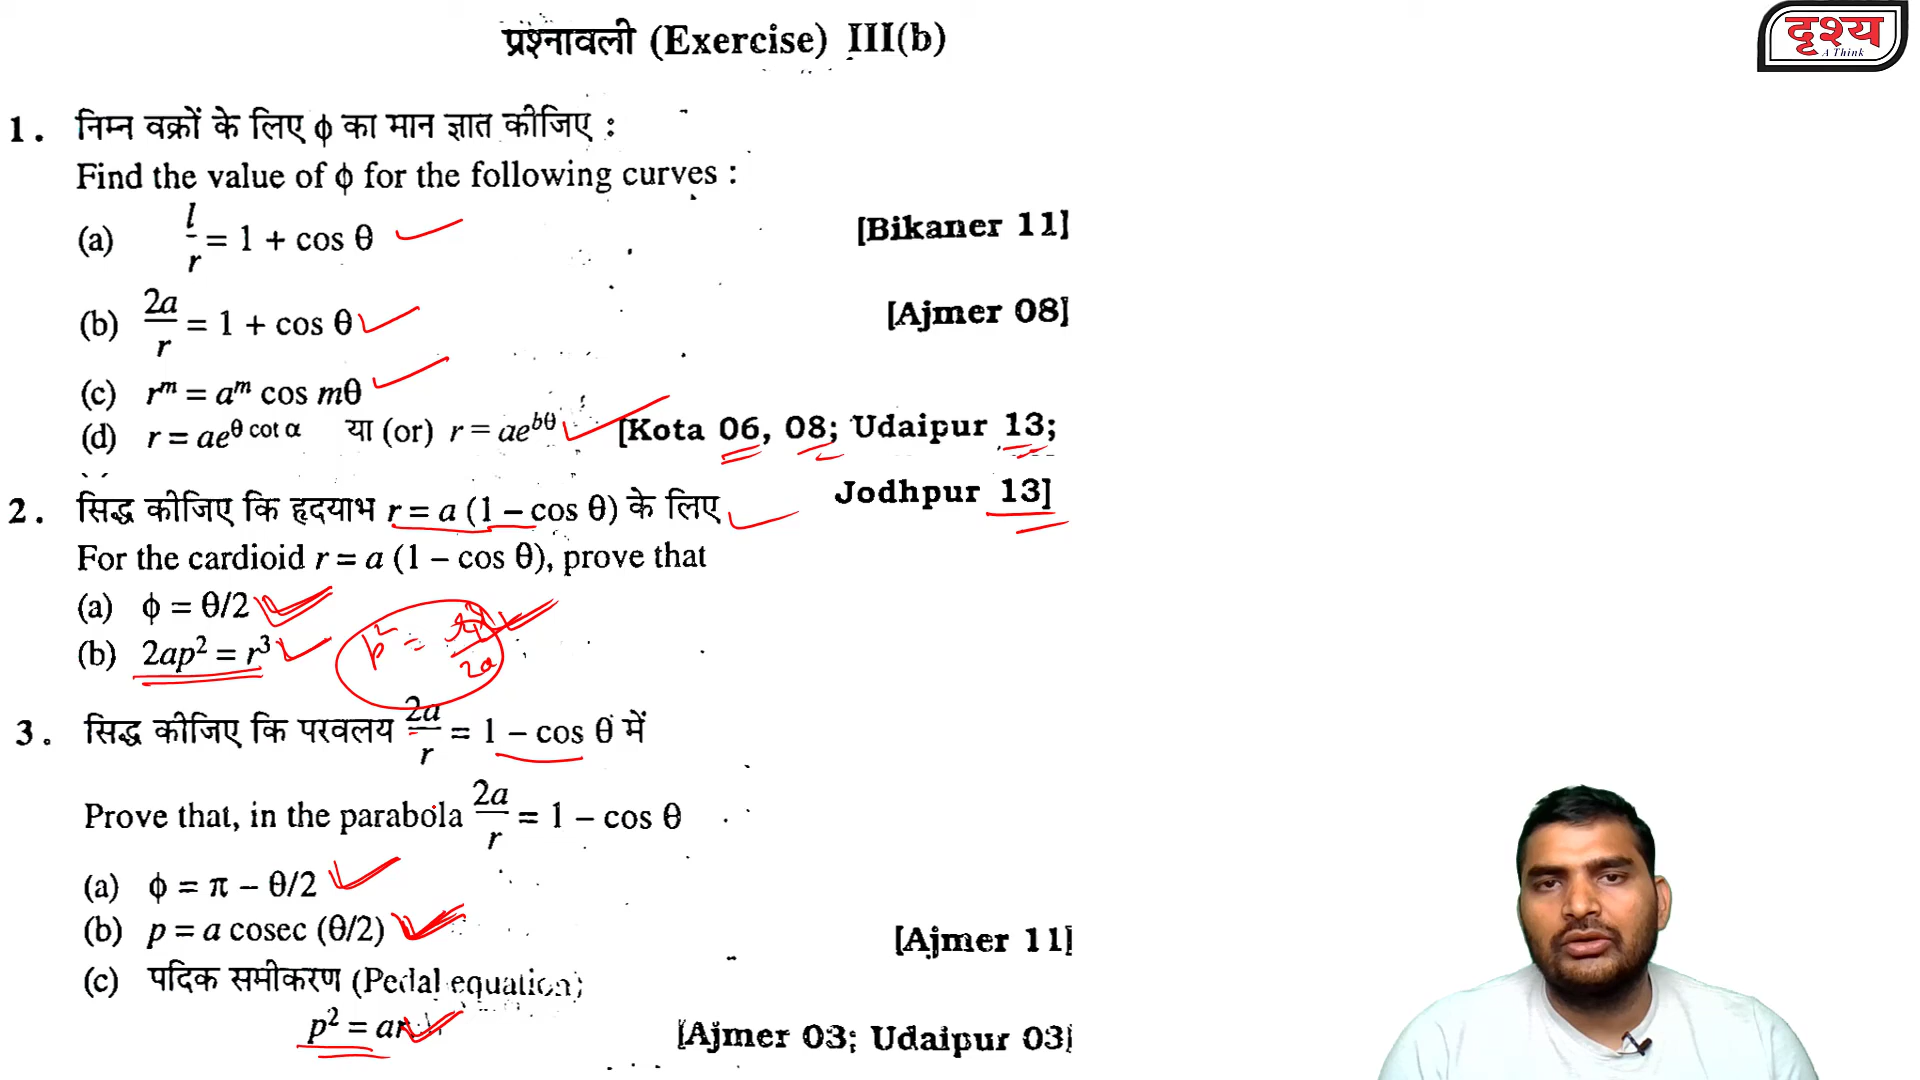 प्रश्नावली (Exercise) III(b)
दृश्य
A Think
1. निम्न वक्रों के लिए ϕ का मान ज्ञात कीजिए :
Find the value of ϕ for the following curves :
(a) l/r = 1 + cos θ [Bikaner 11]
(b) 2a/r = 1 + cos θ [Ajmer 08]
(c) r^m = a^m cos mθ
(d) r = ae^{θ cot α} या (or) r = ae^{bθ} [Kota 06, 08; Udaipur 13;
Jodhpur 13]
2. सिद्ध कीजिए कि हृदयाभ r = a (1 – cos θ) के लिए
For the cardioid r = a (1 – cos θ), prove that
(a) ϕ = θ/2
(b) 2ap² = r³
p² = /2a
3. सिद्ध कीजिए कि परवलय 2a/r = 1 – cos θ में
Prove that, in the parabola 2a/r = 1 – cos θ
(a) ϕ = π – θ/2
(b) p = a cosec (θ/2) [Ajmer 11]
(c) पदिक समीकरण (Pedal equation)
p² = ar [Ajmer 03; Udaipur 03]